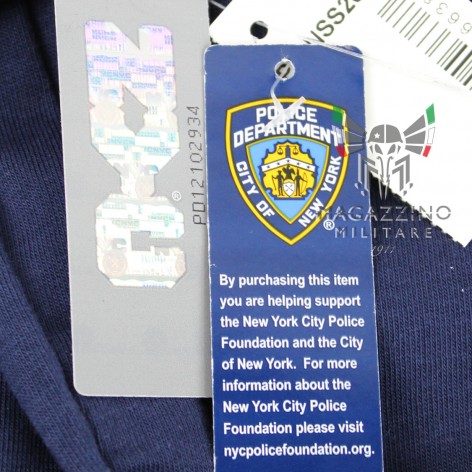 NYC
®
PD12102934
POLICE
DEPARTMENT
CITY OF NEW YORK
®
By purchasing this item
you are helping support
the New York City Police
Foundation and the City
of New York. For more
information about the
New York City Police
Foundation please visit
nycpolicefoundation.org.
MAGAZZINO
MILITARE